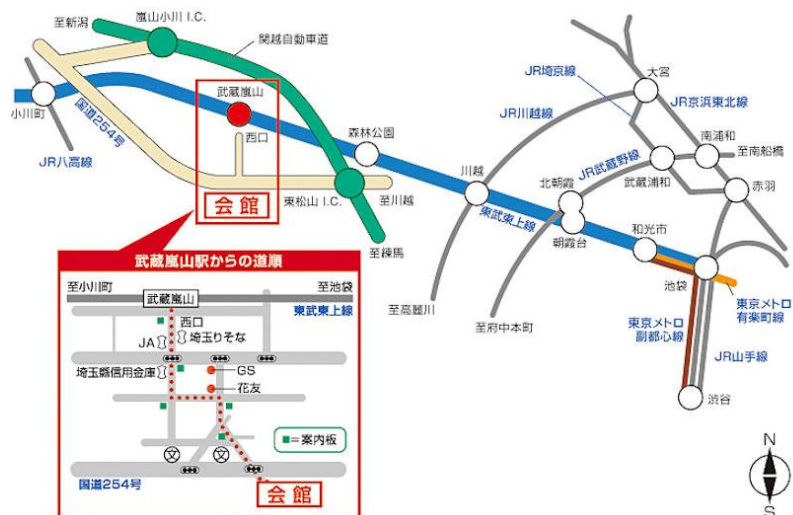 至新潟
嵐山小川 I.C.
関越自動車道
武蔵嵐山
小川町
国道254号
JR八高線
西口
森林公園
東松山 I.C.
至川越
会館
至練馬
JR埼京線
大宮
JR京浜東北線
JR川越線
南浦和
至南船橋
JR武蔵野線
武蔵浦和
川越
北朝霞
赤羽
東武東上線
朝霞台
和光市
池袋
至高麗川
至府中本町
東京メトロ
副都心線
東京メトロ
有楽町線
JR山手線
渋谷
武蔵嵐山駅からの道順
至小川町
武蔵嵐山
至池袋
東武東上線
西口
JA
埼玉りそな
埼玉縣信用金庫
GS
花友
■=案内板
文
文
国道254号
会館
N
S